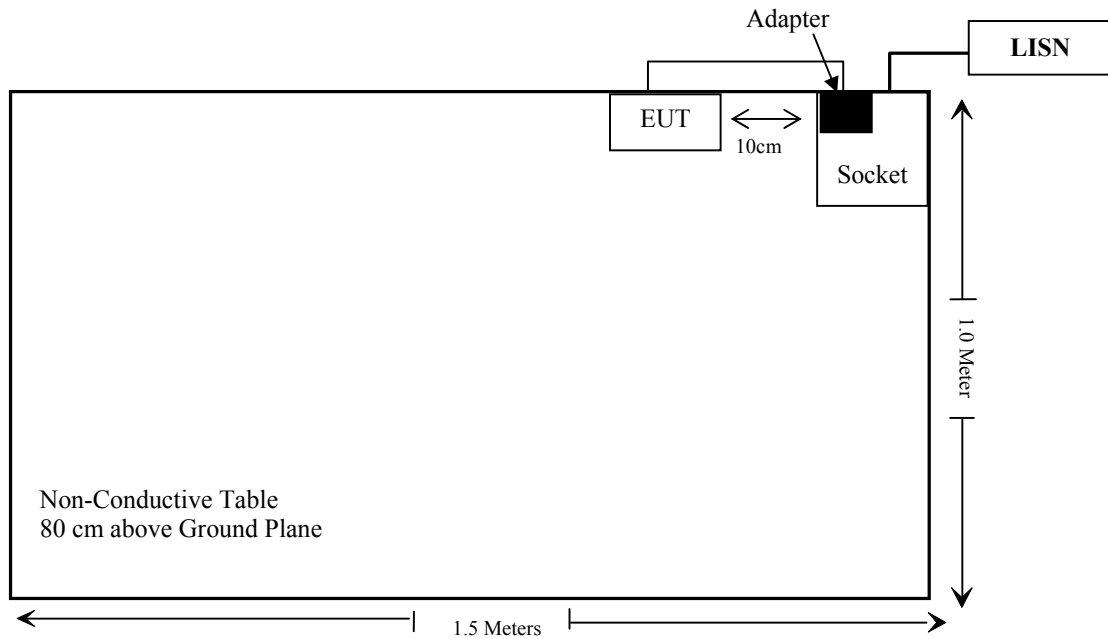 Adapter
LISN
EUT
10cm
Socket
1.0 Meter
Non-Conductive Table
80 cm above Ground Plane
1.5 Meters